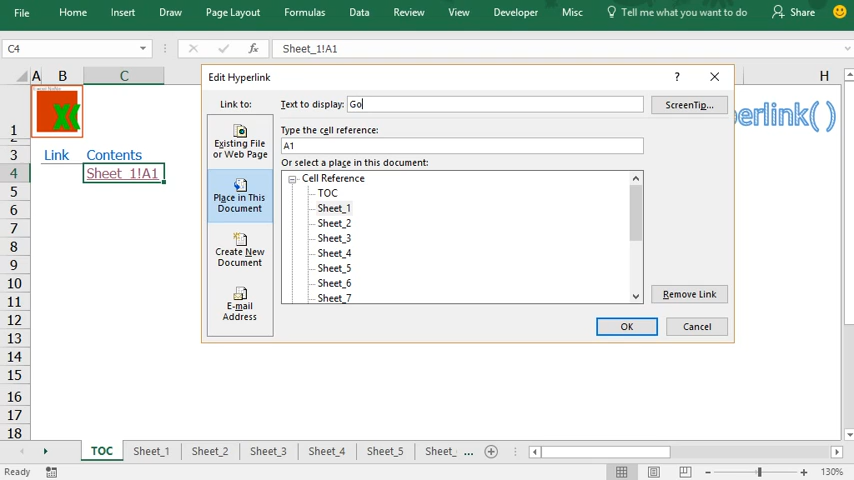 File Home Insert Draw Page Layout Formulas Data Review View Developer Misc Tell me what you want to do Share
C4 fx Sheet_1!A1
A B C H
Edit Hyperlink ?
Link to: Text to display: Go ScreenTip...
Existing File or Web Page
Type the cell reference:
A1
Or select a place in this document:
Cell Reference
TOC
Sheet_1
Sheet_2
Sheet_3
Sheet_4
Sheet_5
Sheet_6
Sheet_7
Place in This Document
Create New Document
E-mail Address
Remove Link
OK Cancel
erlink( )
1
2
3 Link Contents
4 Sheet_1!A1
5
6
7
8
9
10
11
12
13
14
15
16
17
18
TOC Sheet_1 Sheet_2 Sheet_3 Sheet_4 Sheet_5 Sheet_ ...
Ready 130%